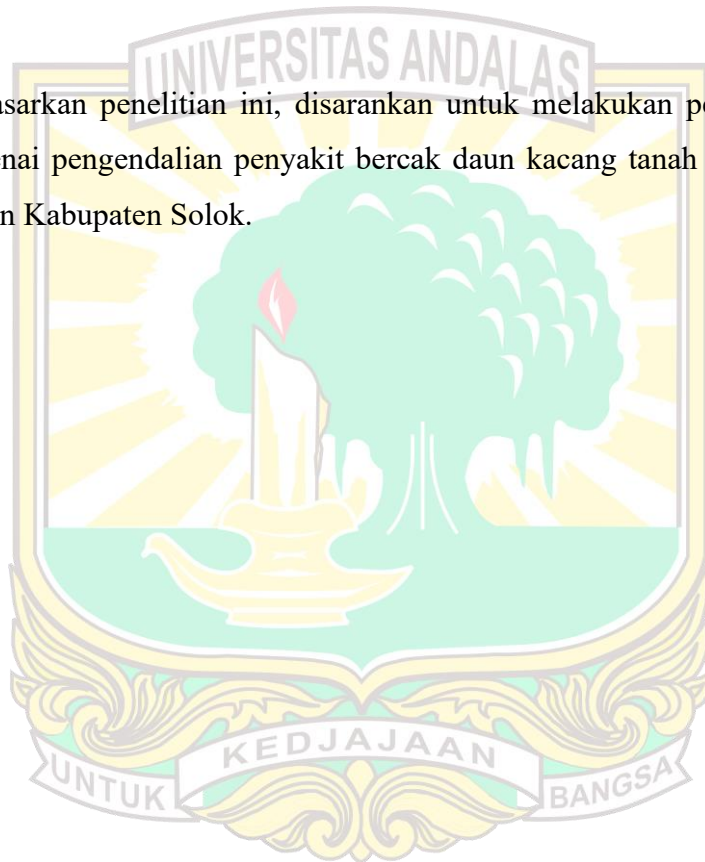 UNIVERSITAS ANDALAS
asarkan penelitian ini, disarankan untuk melakukan pe
enai pengendalian penyakit bercak daun kacang tanah
n Kabupaten Solok.
UNTUK KEDJAJAAN BANGSA